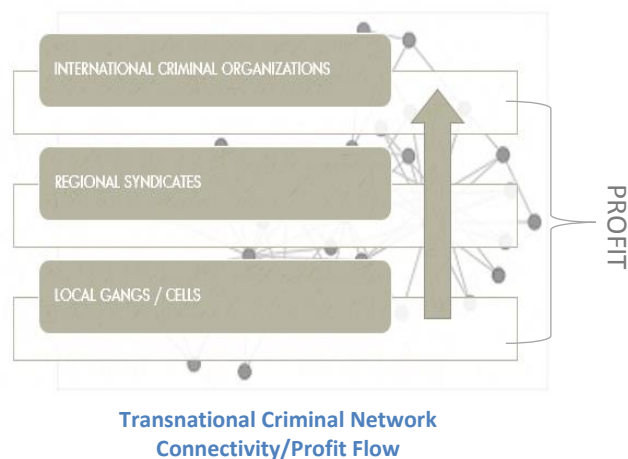 INTERNATIONAL CRIMINAL ORGANIZATIONS
REGIONAL SYNDICATES
LOCAL GANGS / CELLS
PROFIT
Transnational Criminal Network
Connectivity/Profit Flow